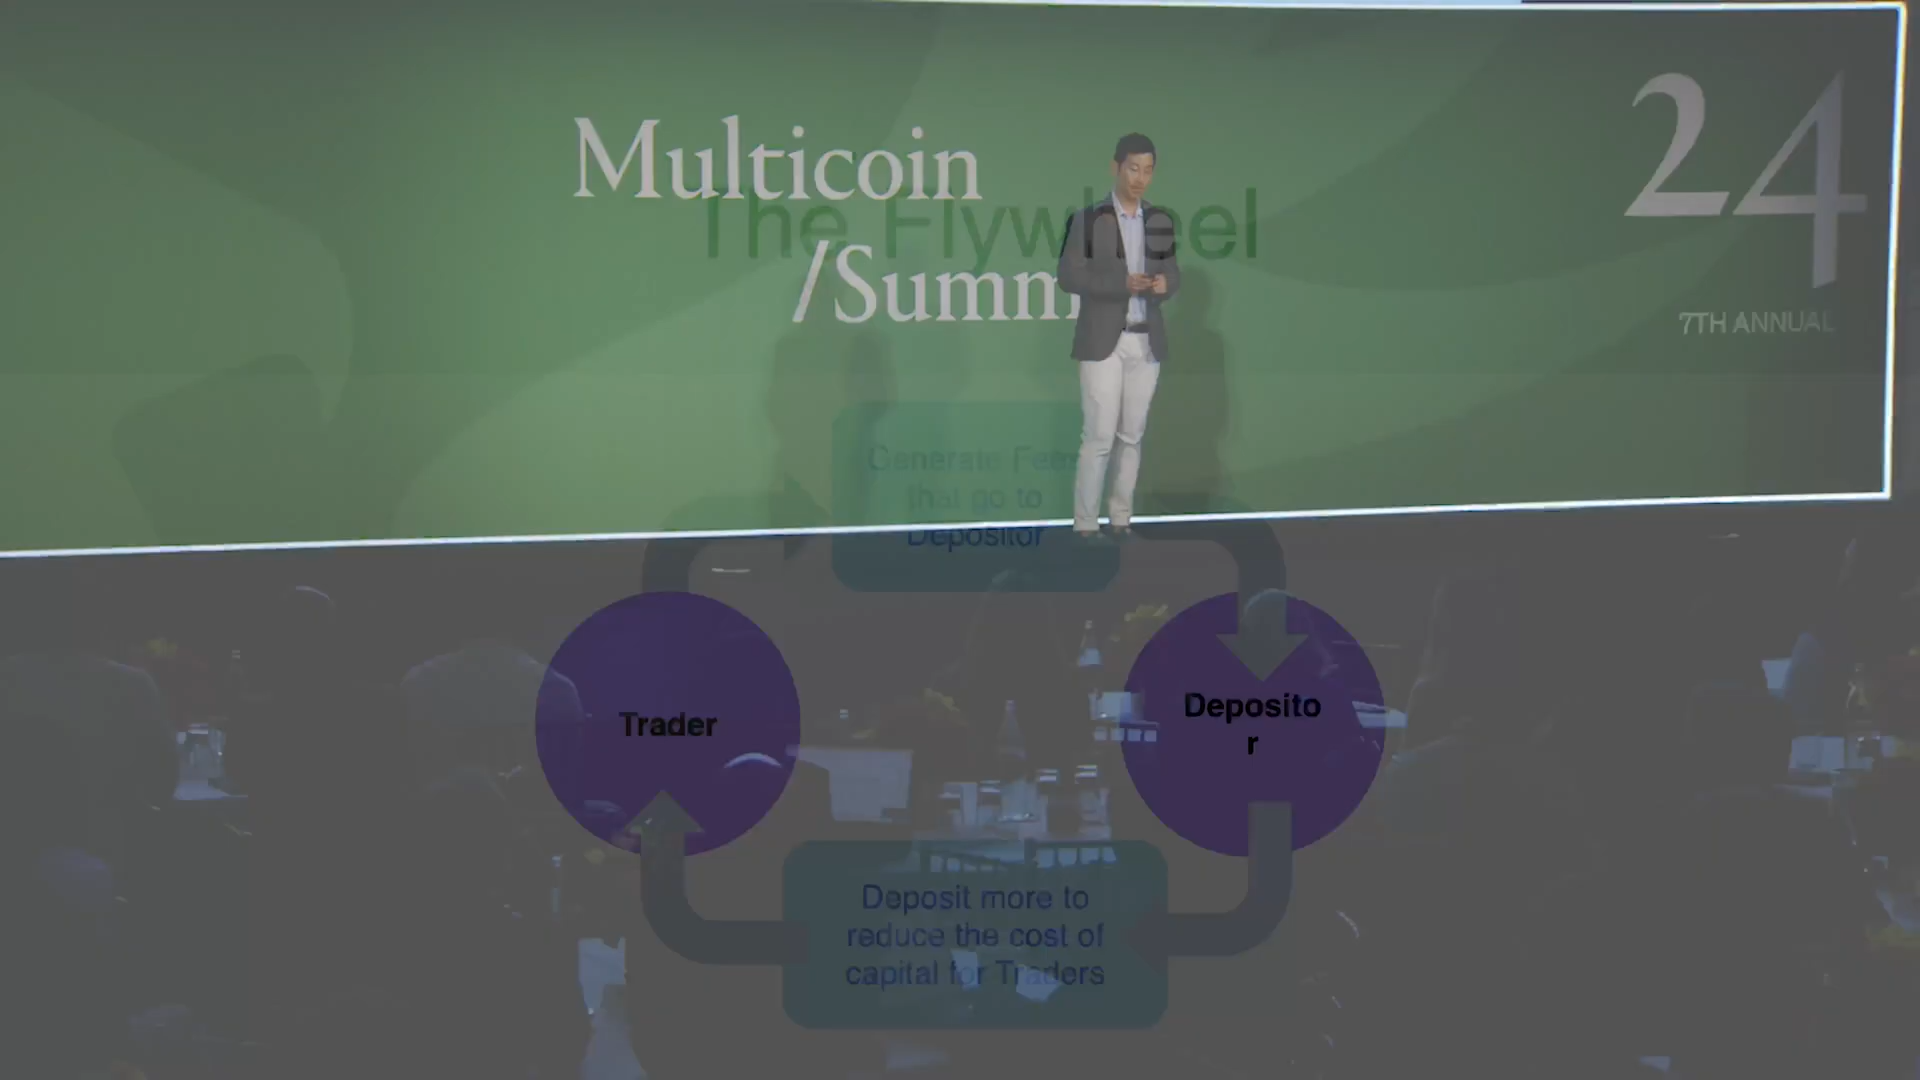 Multicoin
/Summ
24
7TH ANNUAL
The Flywheel
Generate Fees
that go to
Depositor
Trader
Deposito
r
Deposit more to
reduce the cost of
capital for Traders